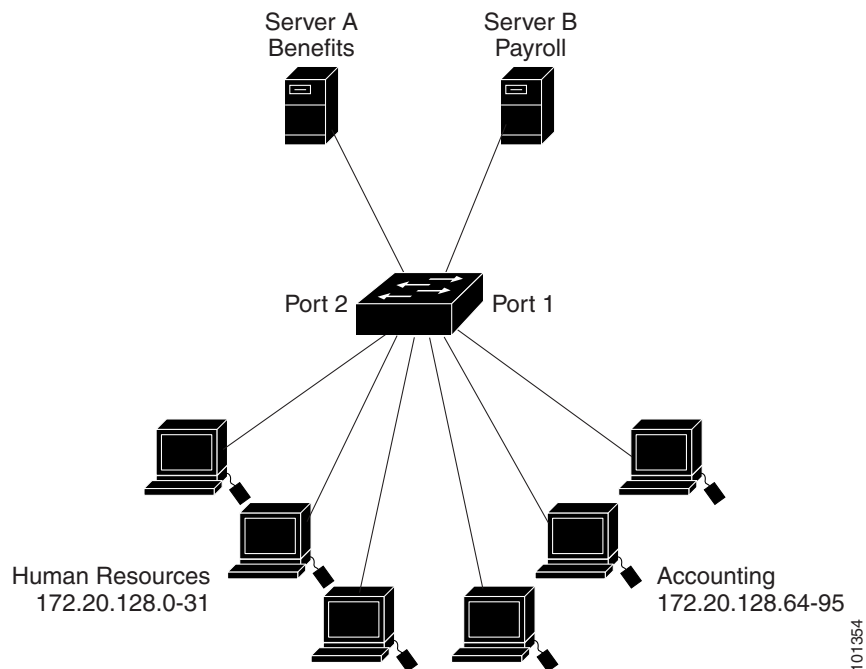 Server A
Benefits
Server B
Payroll
Port 2
Port 1
Human Resources
172.20.128.0-31
Accounting
172.20.128.64-95
101354